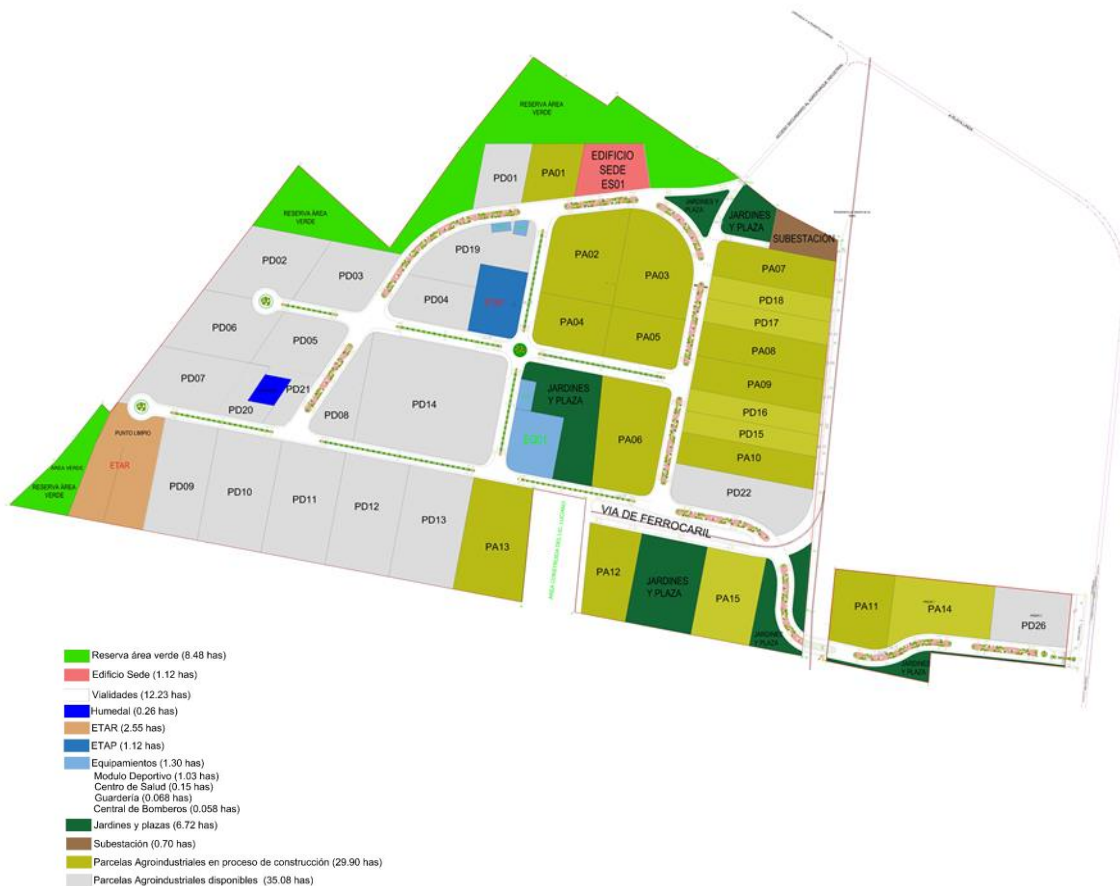 RESERVA ÁREA
VERDE
EDIFICIO
SEDE
ES01
PD01
PA01
RESERVA ÁREA
VERDE
JARDINES Y
PLAZA
JARDINES
Y PLAZA
SUBESTACIÓN
PD02
PD03
PD19
PD04
PA02
PA03
PA04
PA05
PA07
PD18
PD17
PA08
PA09
PD16
PD15
PA10
PD22
PD06
PD05
PD07
PD21
PD20
PD08
PD14
JARDINES
Y PLAZA
PA06
PUNTO LIMPIO
ETAR
ÁREA VERDE
RESERVA ÁREA
VERDE
PD09
PD10
PD11
PD12
PD13
PA13
VIA DE FERROCARIL
PA12
JARDINES
Y PLAZA
PA15
JARDINES
Y PLAZA
PA11
PA14
PD26
JARDINES
Y PLAZA
Reserva área verde (8.48 has)
Edificio Sede (1.12 has)
Vialidades (12.23 has)
Humedal (0.26 has)
ETAR (2.55 has)
ETAP (1.12 has)
Equipamientos (1.30 has)
Modulo Deportivo (1.03 has)
Centro de Salud (0.15 has)
Guardería (0.068 has)
Central de Bomberos (0.058 has)
Jardines y plazas (6.72 has)
Subestación (0.70 has)
Parcelas Agroindustriales en proceso de construcción (29.90 has)
Parcelas Agroindustriales disponibles (35.08 has)